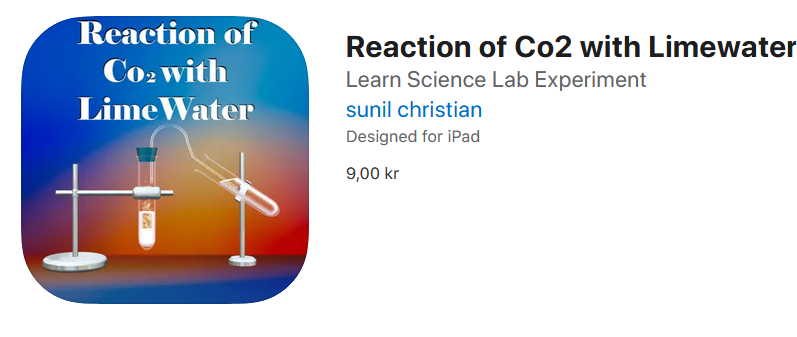 Reaction of
Co₂ with
LimeWater
Reaction of Co2 with Limewater
Learn Science Lab Experiment
sunil christian
Designed for iPad
9,00 kr